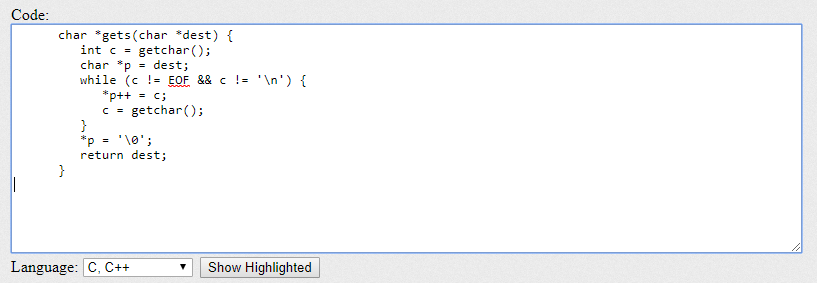 Code:
char *gets(char *dest) {
int c = getchar();
char *p = dest;
while (c != EOF && c != '\n') {
*p++ = c;
c = getchar();
}
*p = '\0';
return dest;
}
Language: C, C++ Show Highlighted